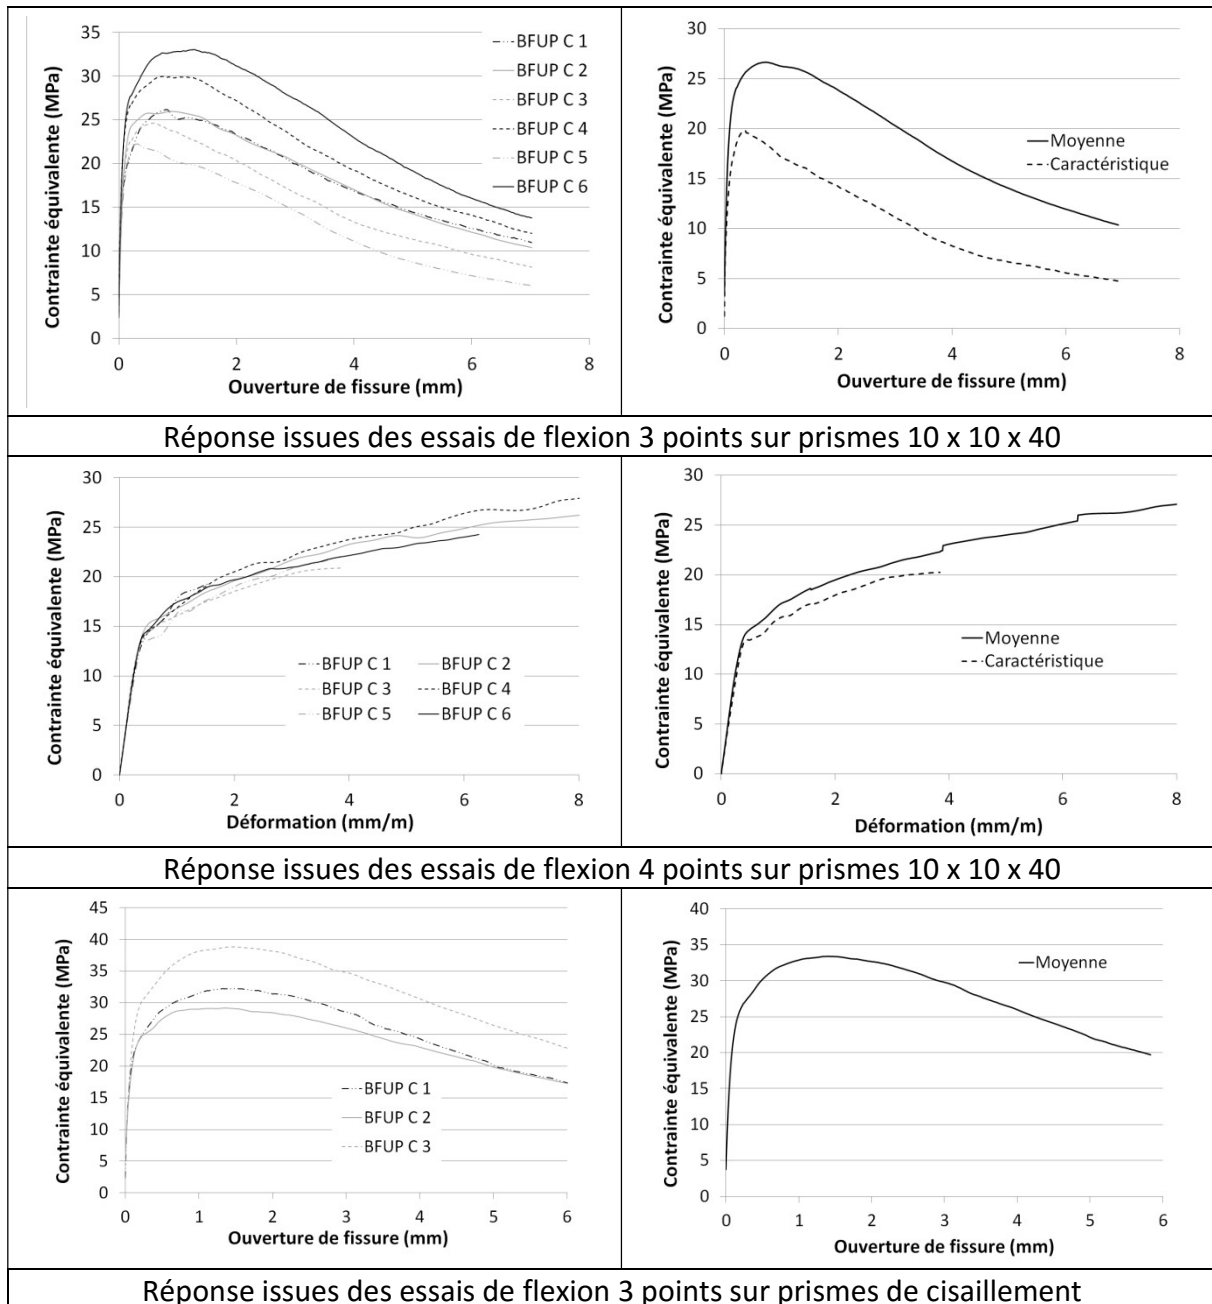 Contrainte équivalente (MPa)
35
30
25
20
15
10
5
0
0
2
4
6
8
Ouverture de fissure (mm)
BFUP C 1
BFUP C 2
BFUP C 3
BFUP C 4
BFUP C 5
BFUP C 6
Contrainte équivalente (MPa)
30
25
20
15
10
5
0
0
2
4
6
8
Ouverture de fissure (mm)
Moyenne
Caractéristique
Réponse issues des essais de flexion 3 points sur prismes 10 x 10 x 40
Contrainte équivalente (MPa)
30
25
20
15
10
5
0
0
2
4
6
8
Déformation (mm/m)
BFUP C 1
BFUP C 2
BFUP C 3
BFUP C 4
BFUP C 5
BFUP C 6
Contrainte équivalente (MPa)
30
25
20
15
10
5
0
0
2
4
6
8
Déformation (mm/m)
Moyenne
Caractéristique
Réponse issues des essais de flexion 4 points sur prismes 10 x 10 x 40
Contrainte équivalente (MPa)
45
40
35
30
25
20
15
10
5
0
0
1
2
3
4
5
6
Ouverture de fissure (mm)
BFUP C 1
BFUP C 2
BFUP C 3
Contrainte équivalente (MPa)
40
35
30
25
20
15
10
5
0
0
1
2
3
4
5
6
Ouverture de fissure (mm)
Moyenne
Réponse issues des essais de flexion 3 points sur prismes de cisaillement